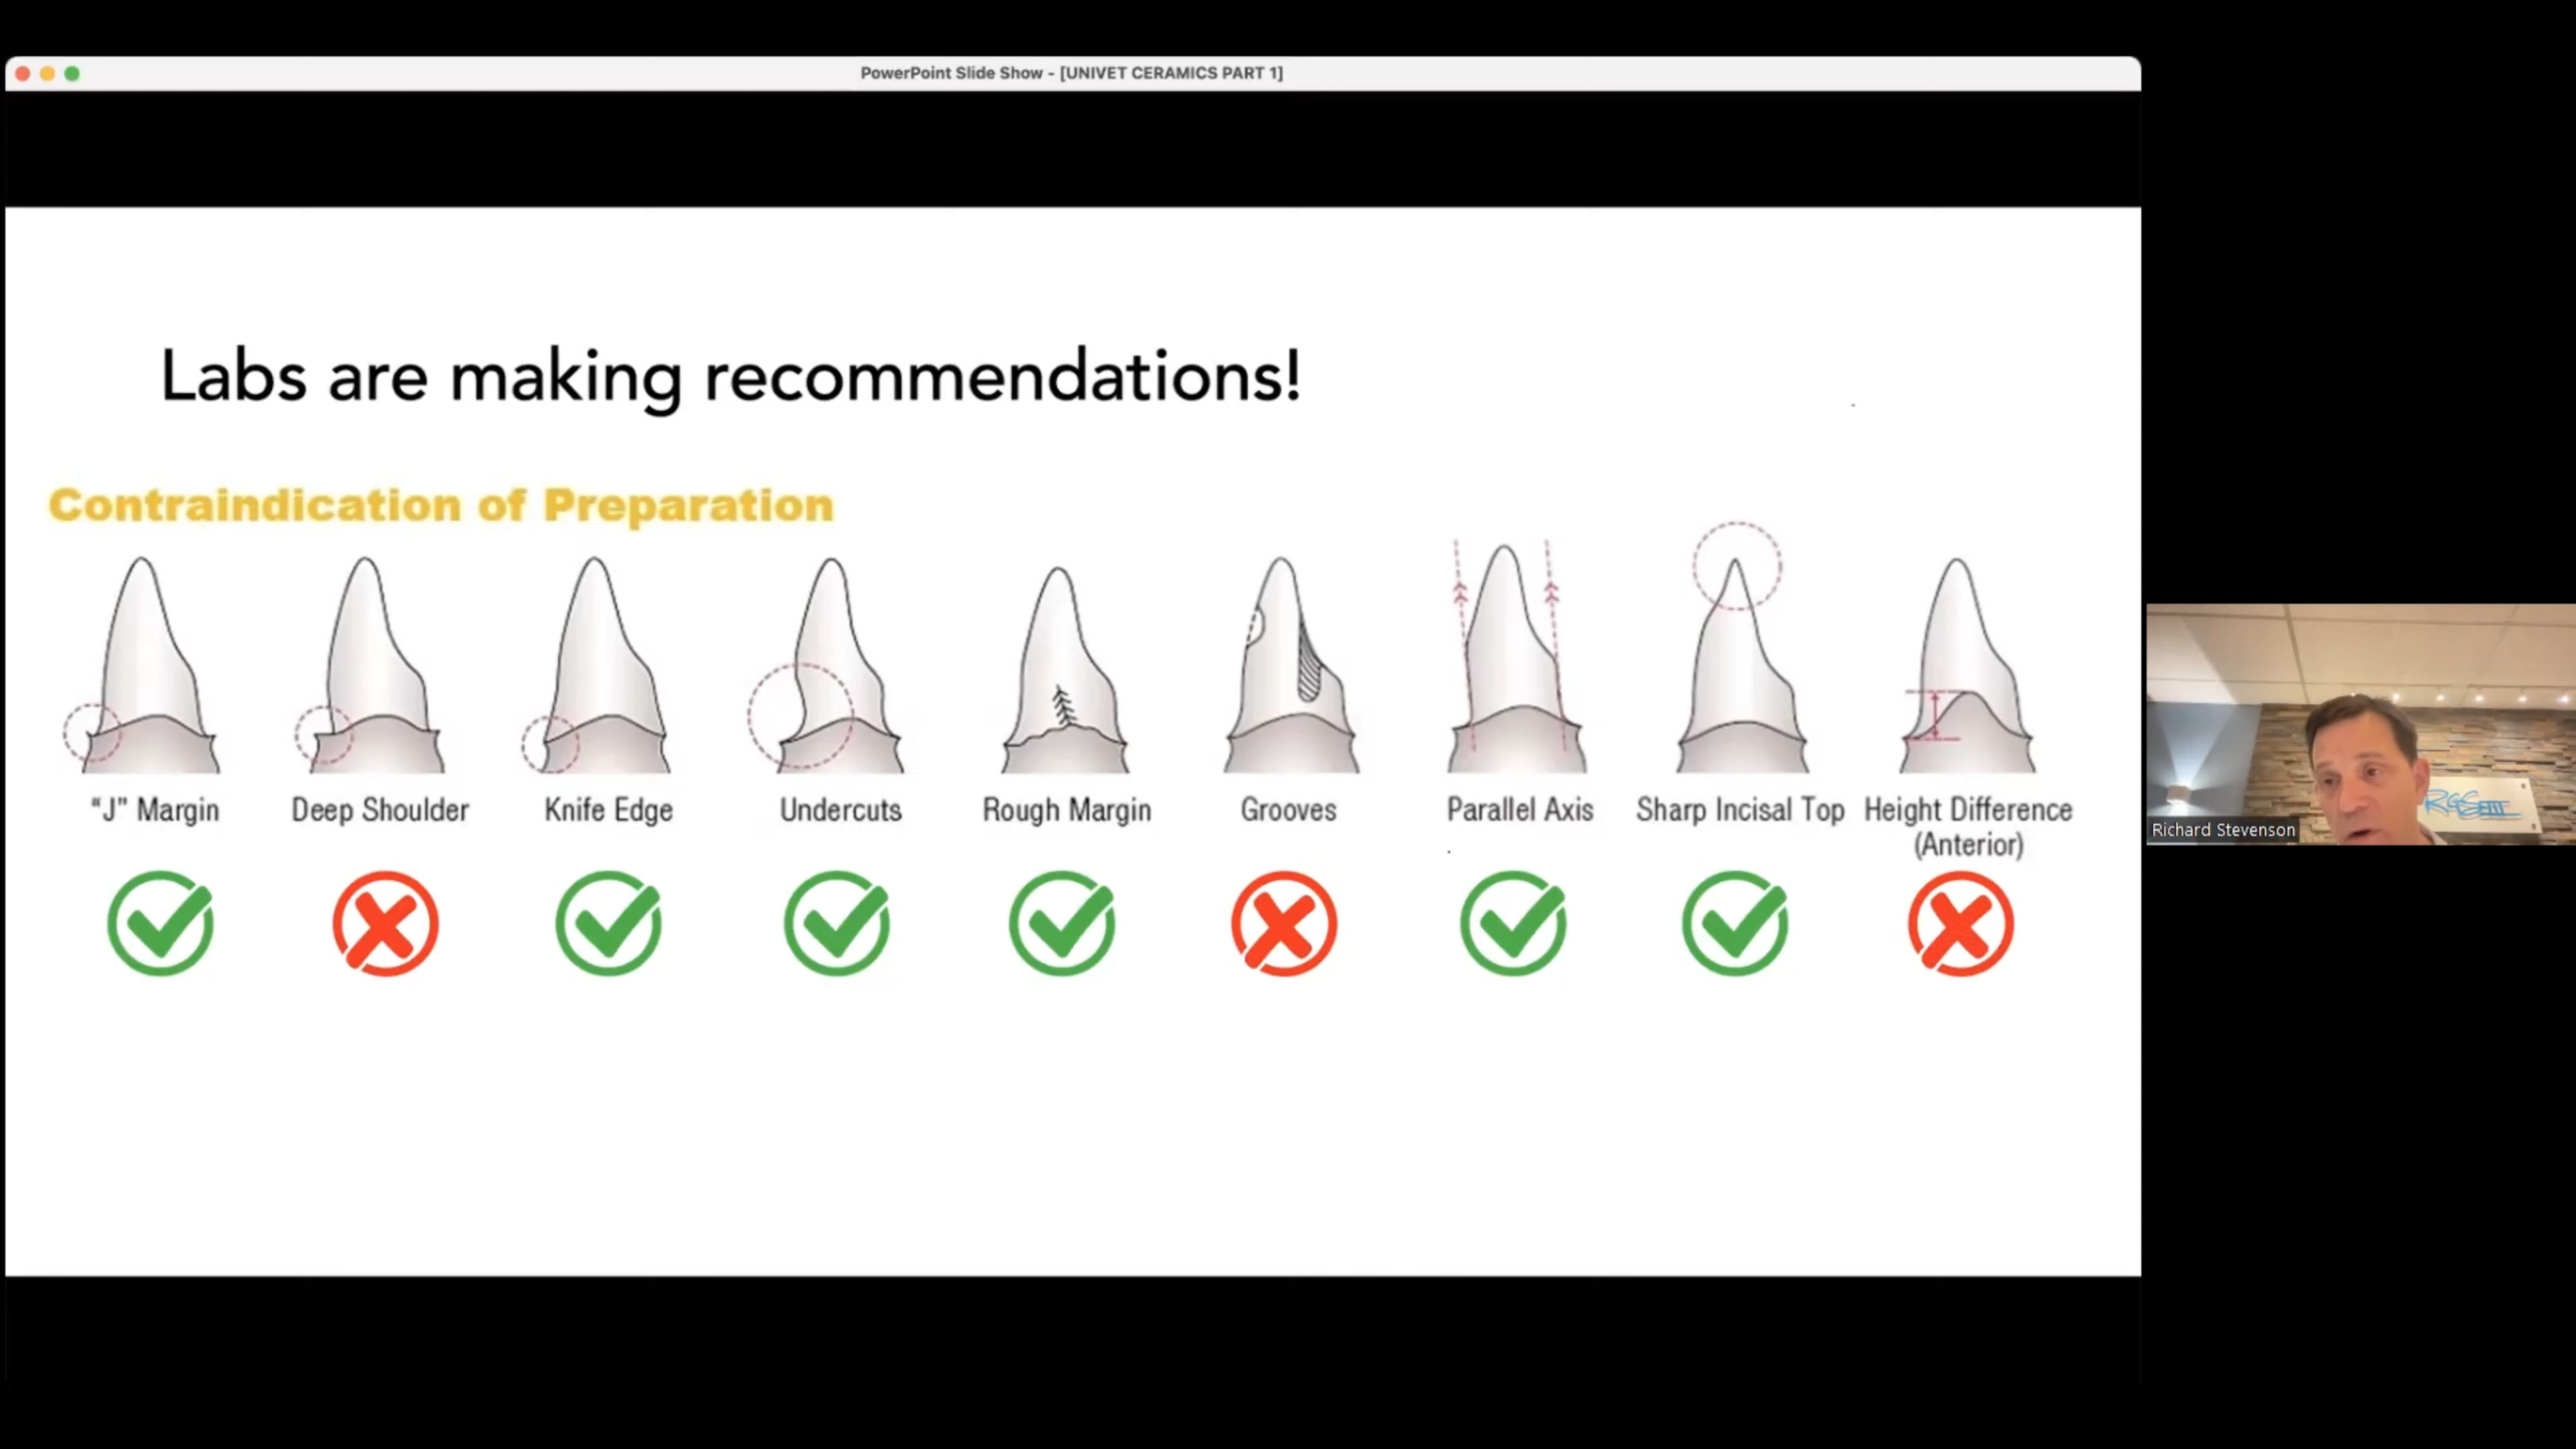 PowerPoint Slide Show - [UNIVET CERAMICS PART 1]
Labs are making recommendations!
Contraindication of Preparation
"J" Margin
Deep Shoulder
Knife Edge
Undercuts
Rough Margin
Grooves
Parallel Axis
Sharp Incisal Top
Height Difference
(Anterior)
Richard Stevenson